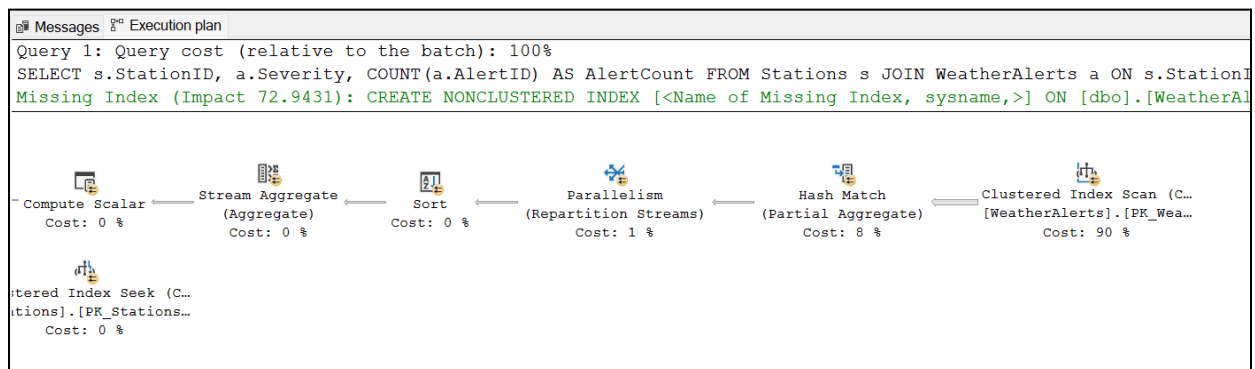 Messages Execution plan
Query 1: Query cost (relative to the batch): 100%
SELECT s.StationID, a.Severity, COUNT(a.AlertID) AS AlertCount FROM Stations s JOIN WeatherAlerts a ON s.StationI
Missing Index (Impact 72.9431): CREATE NONCLUSTERED INDEX [<Name of Missing Index, sysname,>] ON [dbo].[WeatherAl
Compute Scalar
Cost: 0 %
Stream Aggregate
(Aggregate)
Cost: 0 %
Sort
Cost: 0 %
Parallelism
(Repartition Streams)
Cost: 1 %
Hash Match
(Partial Aggregate)
Cost: 8 %
Clustered Index Scan (C…
[WeatherAlerts].[PK_Wea…
Cost: 90 %
stered Index Seek (C…
ations].[PK_Stations…
Cost: 0 %